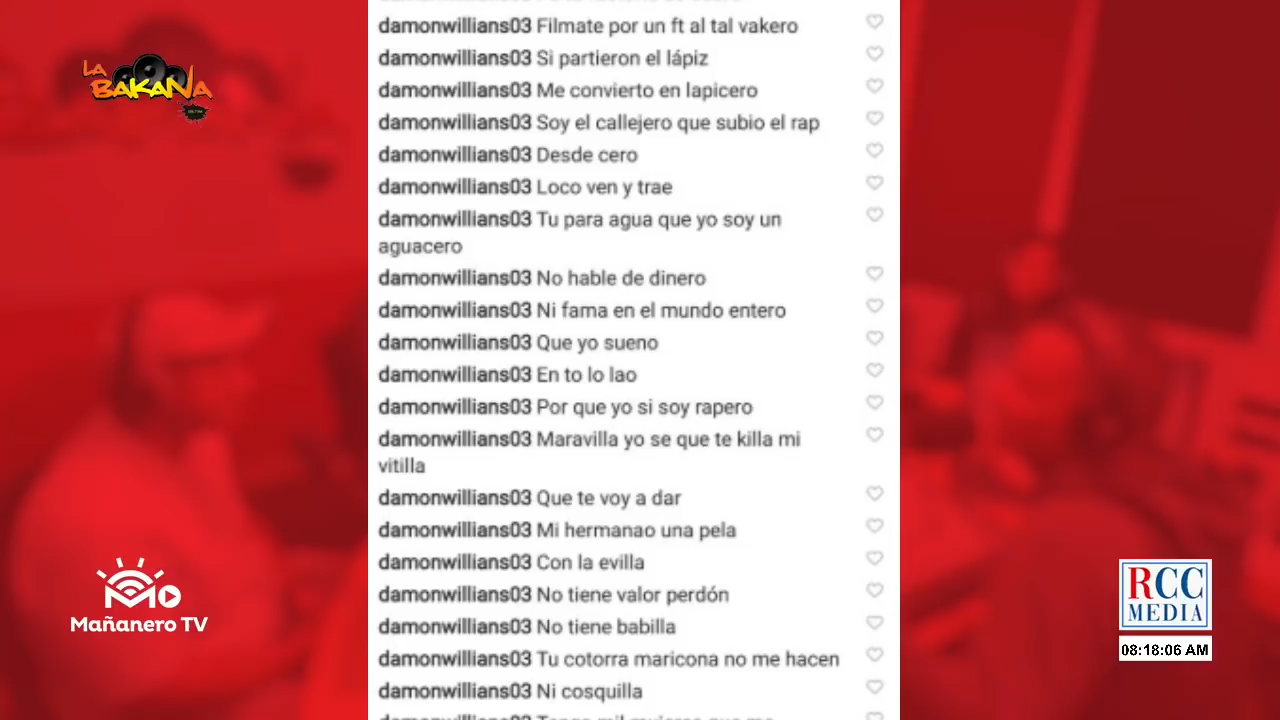 damonwillians03 Filmate por un ft al tal vakero
damonwillians03 Si partieron el lápiz
damonwillians03 Me convierto en lapicero
damonwillians03 Soy el callejero que subio el rap
damonwillians03 Desde cero
damonwillians03 Loco ven y trae
damonwillians03 Tu para agua que yo soy un
aguacero
damonwillians03 No hable de dinero
damonwillians03 Ni fama en el mundo entero
damonwillians03 Que yo sueno
damonwillians03 En to lo lao
damonwillians03 Por que yo si soy rapero
damonwillians03 Maravilla yo se que te killa mi
vitilla
damonwillians03 Que te voy a dar
damonwillians03 Mi hermanao una pela
damonwillians03 Con la evilla
damonwillians03 No tiene valor perdón
damonwillians03 No tiene babilla
damonwillians03 Tu cotorra maricona no me hacen
damonwillians03 Ni cosquilla
LA
BAKANA
Mañanero TV
RCC
MEDIA
08:18:06 AM